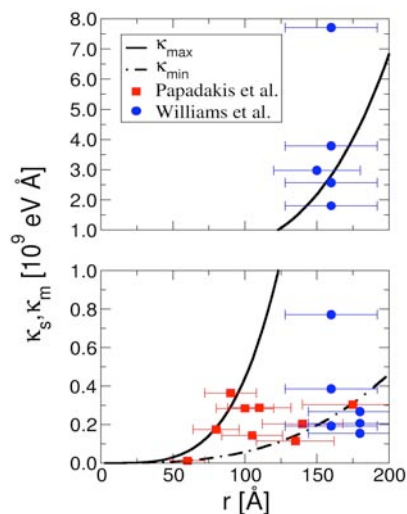 8.0
7.0
6.0
5.0
4.0
3.0
2.0
1.0
κmax
κmin
Papadakis et al.
Williams et al.
κs,κm [10^9 eV Å]
1.0
0.8
0.6
0.4
0.2
0.0
0 50 100 150 200
r [Å]